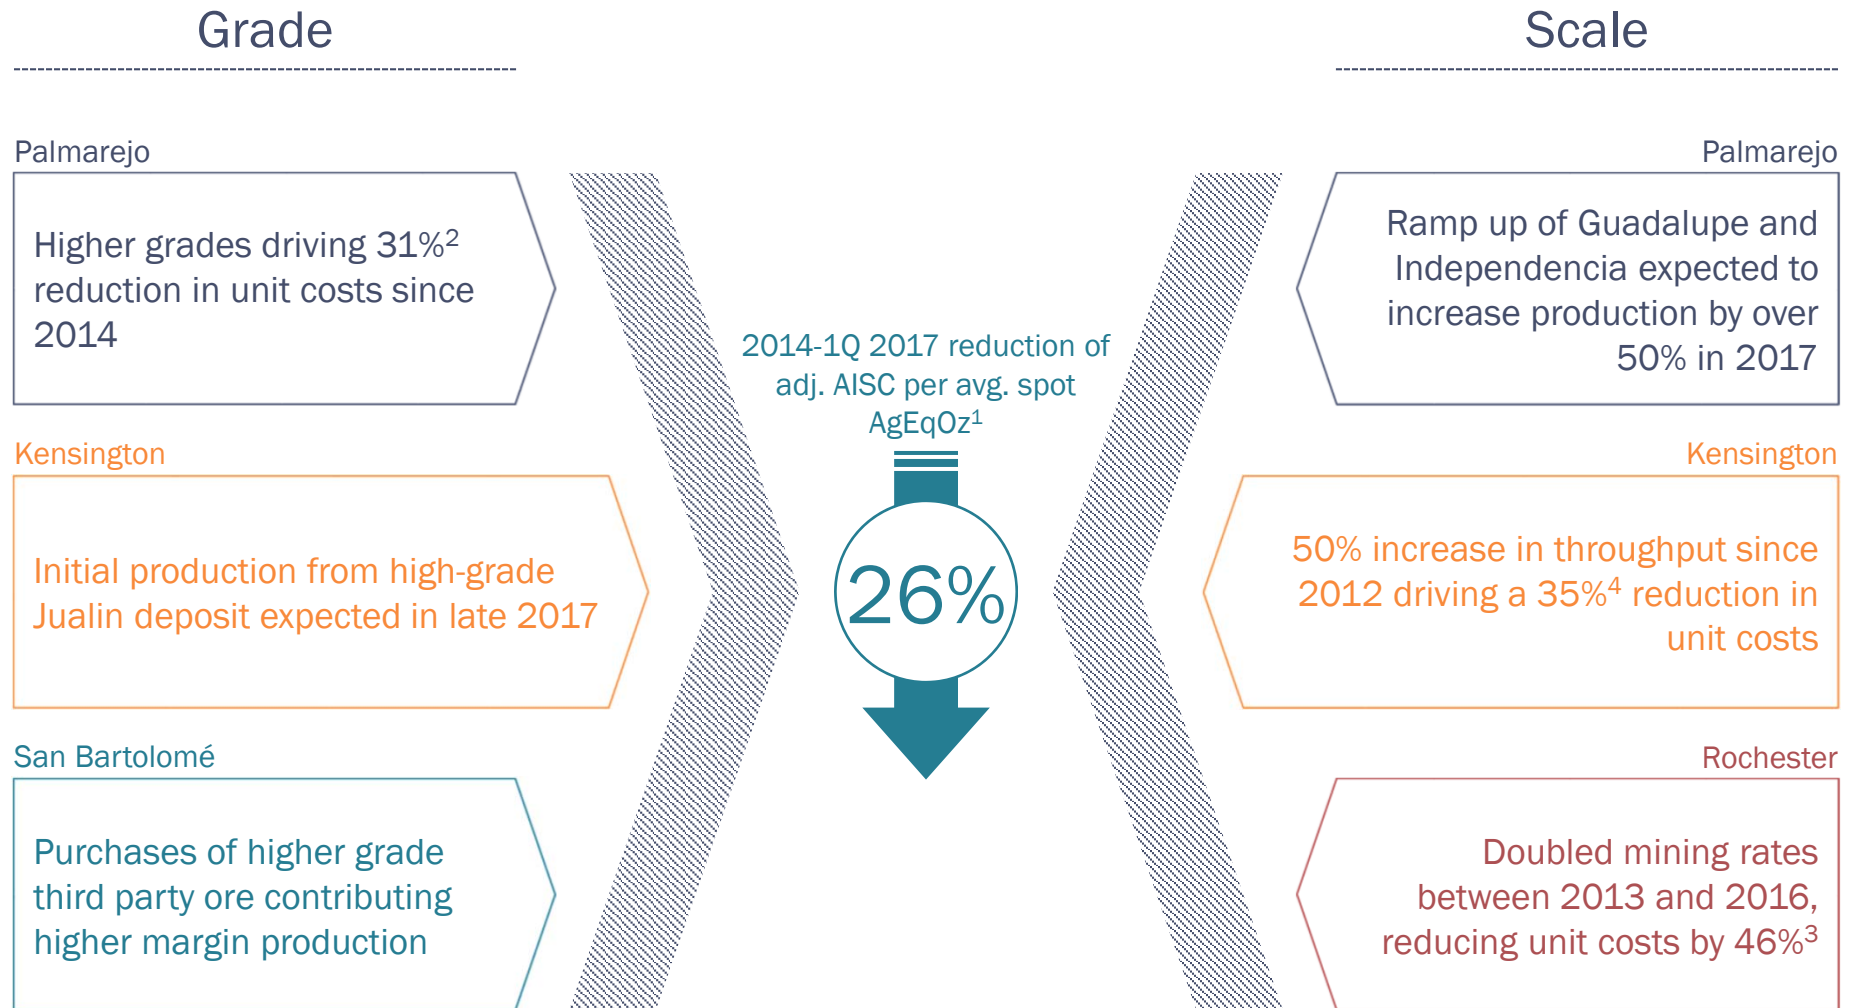 Grade
Palmarejo
Higher grades driving 31%2
reduction in unit costs since
2014
Kensington
Initial production from high-grade
Jualin deposit expected in late 2017
San Bartolomé
Purchases of higher grade
third party ore contributing
higher margin production
2014-1Q 2017 reduction of
adj. AISC per avg. spot
AgEqOz1
26%
Scale
Palmarejo
Ramp up of Guadalupe and
Independencia expected to
increase production by over
50% in 2017
Kensington
50% increase in throughput since
2012 driving a 35%4 reduction in
unit costs
Rochester
Doubled mining rates
between 2013 and 2016,
reducing unit costs by 46%3